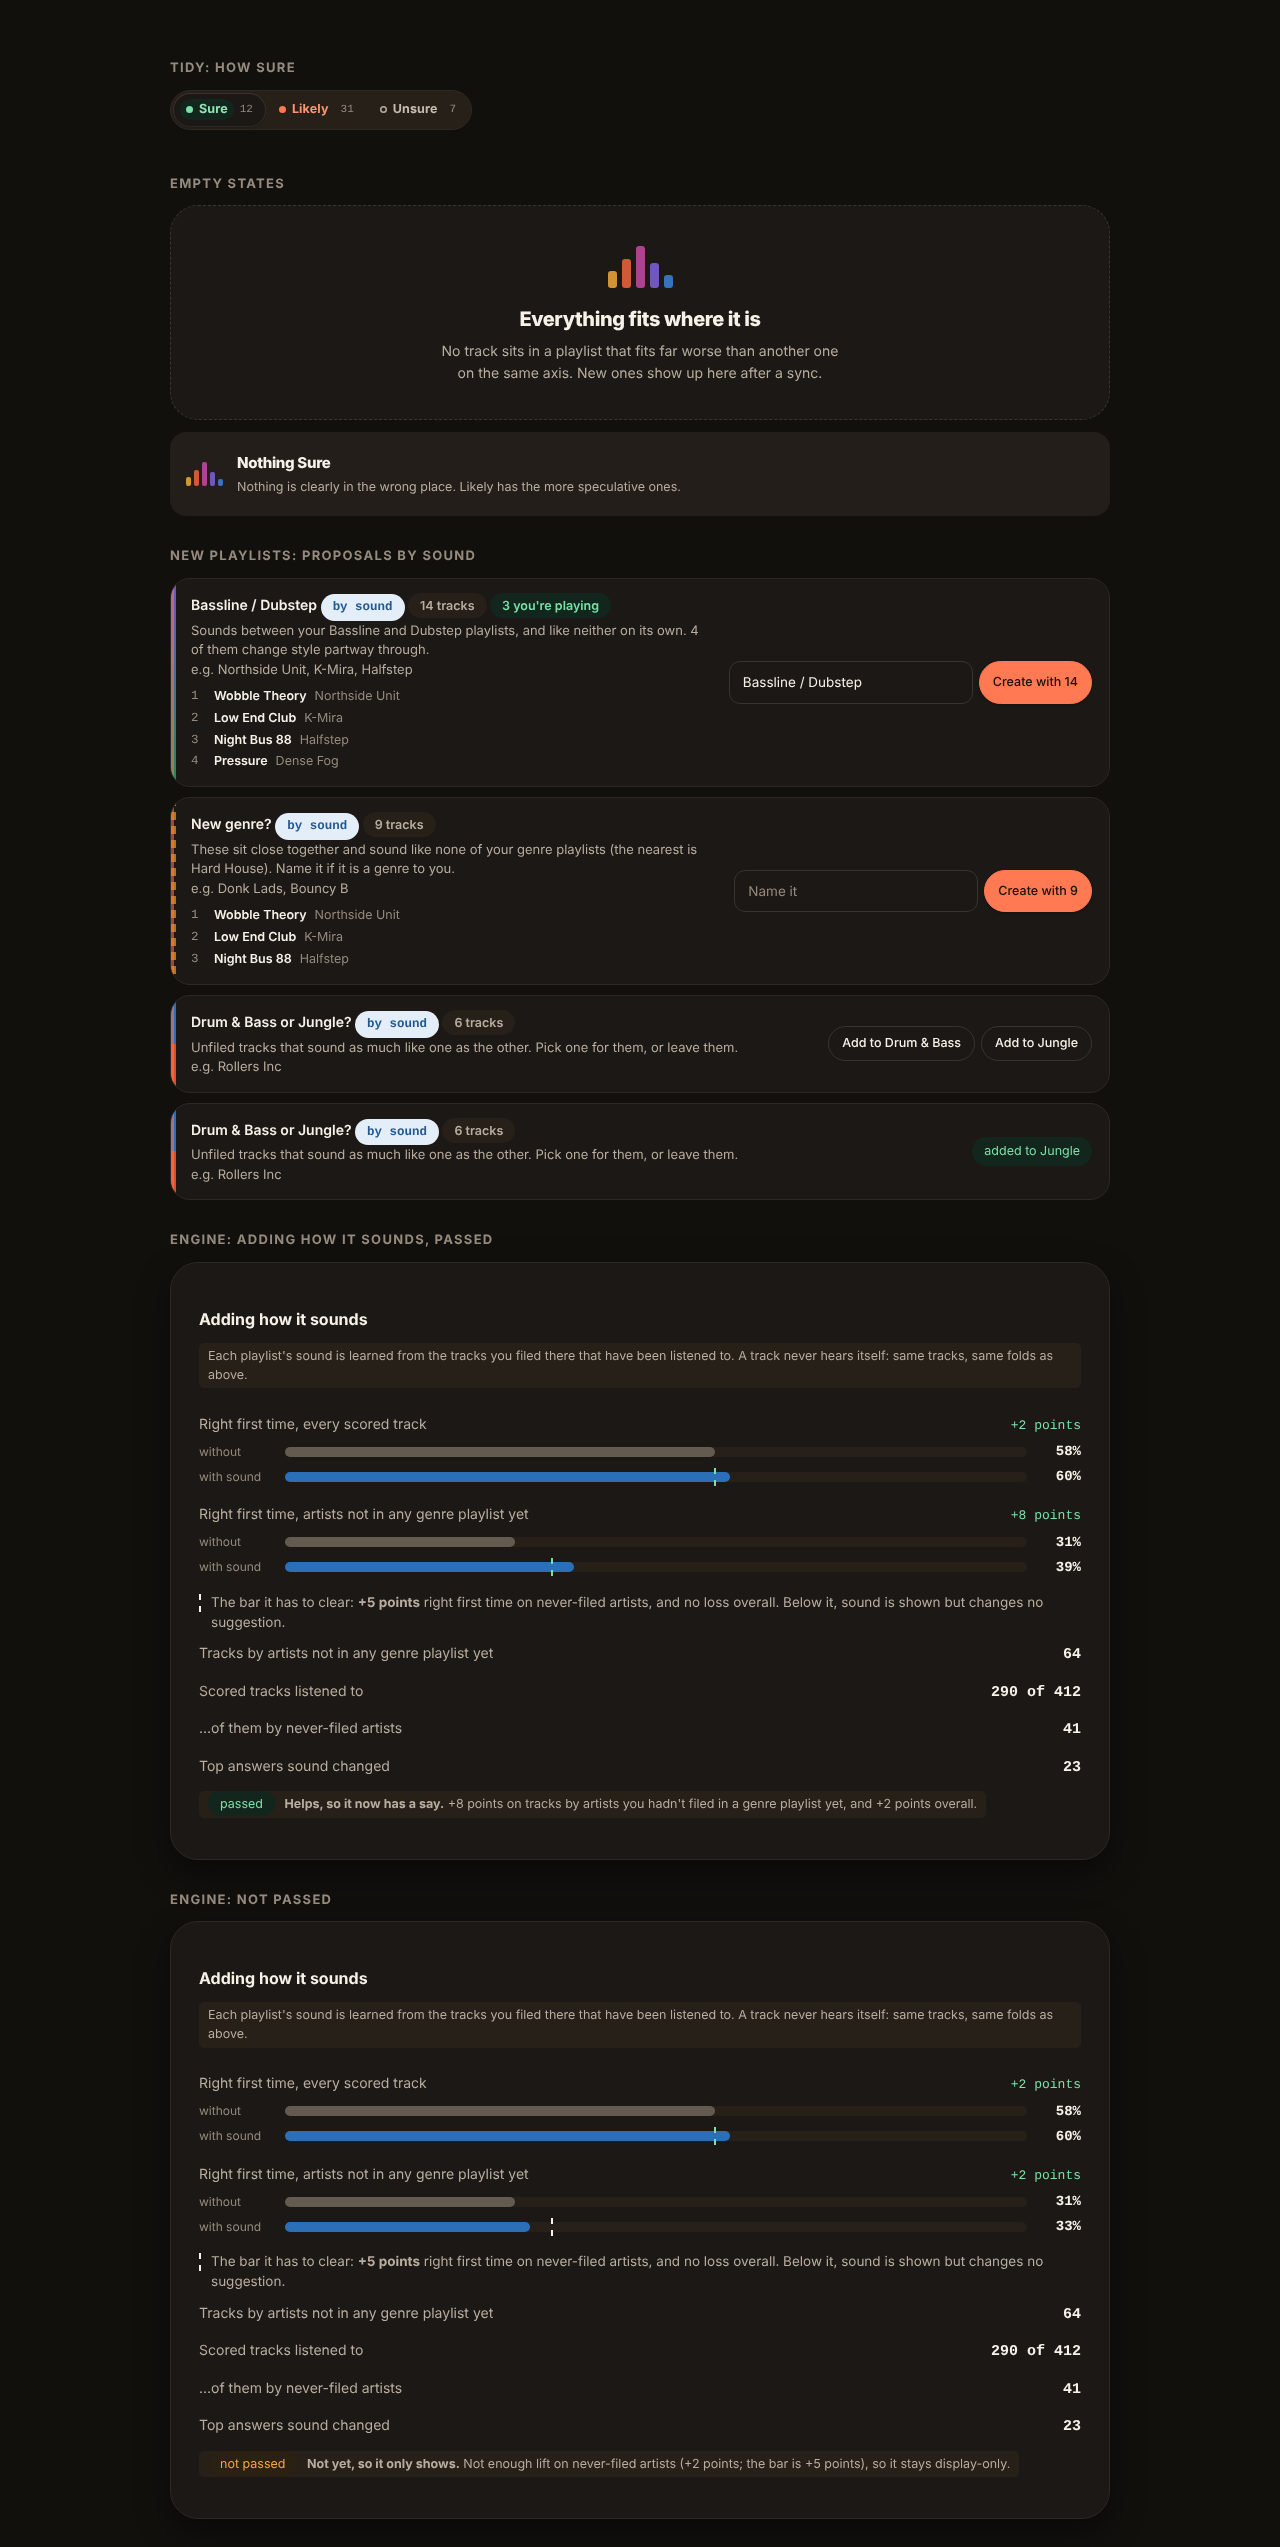 TIDY: HOW SURE
Sure 12 Likely 31 Unsure 7
EMPTY STATES
Everything fits where it is
No track sits in a playlist that fits far worse than another one
on the same axis. New ones show up here after a sync.
Nothing Sure
Nothing is clearly in the wrong place. Likely has the more speculative ones.
NEW PLAYLISTS: PROPOSALS BY SOUND
Bassline / Dubstep by sound 14 tracks 3 you're playing
Sounds between your Bassline and Dubstep playlists, and like neither on its own. 4
of them change style partway through.
e.g. Northside Unit, K-Mira, Halfstep
1 Wobble Theory Northside Unit
2 Low End Club K-Mira
3 Night Bus 88 Halfstep
4 Pressure Dense Fog
Bassline / Dubstep Create with 14
New genre? by sound 9 tracks
These sit close together and sound like none of your genre playlists (the nearest is
Hard House). Name it if it is a genre to you.
e.g. Donk Lads, Bouncy B
1 Wobble Theory Northside Unit
2 Low End Club K-Mira
3 Night Bus 88 Halfstep
Name it Create with 9
Drum & Bass or Jungle? by sound 6 tracks
Unfiled tracks that sound as much like one as the other. Pick one for them, or leave them.
e.g. Rollers Inc
Add to Drum & Bass Add to Jungle
Drum & Bass or Jungle? by sound 6 tracks
Unfiled tracks that sound as much like one as the other. Pick one for them, or leave them.
e.g. Rollers Inc
added to Jungle
ENGINE: ADDING HOW IT SOUNDS, PASSED
Adding how it sounds
Each playlist's sound is learned from the tracks you filed there that have been listened to. A track never hears itself: same tracks, same folds as
above.
Right first time, every scored track +2 points
without 58%
with sound 60%
Right first time, artists not in any genre playlist yet +8 points
without 31%
with sound 39%
The bar it has to clear: +5 points right first time on never-filed artists, and no loss overall. Below it, sound is shown but changes no
suggestion.
Tracks by artists not in any genre playlist yet 64
Scored tracks listened to 290 of 412
...of them by never-filed artists 41
Top answers sound changed 23
passed Helps, so it now has a say. +8 points on tracks by artists you hadn't filed in a genre playlist yet, and +2 points overall.
ENGINE: NOT PASSED
Adding how it sounds
Each playlist's sound is learned from the tracks you filed there that have been listened to. A track never hears itself: same tracks, same folds as
above.
Right first time, every scored track +2 points
without 58%
with sound 60%
Right first time, artists not in any genre playlist yet +2 points
without 31%
with sound 33%
The bar it has to clear: +5 points right first time on never-filed artists, and no loss overall. Below it, sound is shown but changes no
suggestion.
Tracks by artists not in any genre playlist yet 64
Scored tracks listened to 290 of 412
...of them by never-filed artists 41
Top answers sound changed 23
not passed Not yet, so it only shows. Not enough lift on never-filed artists (+2 points; the bar is +5 points), so it stays display-only.